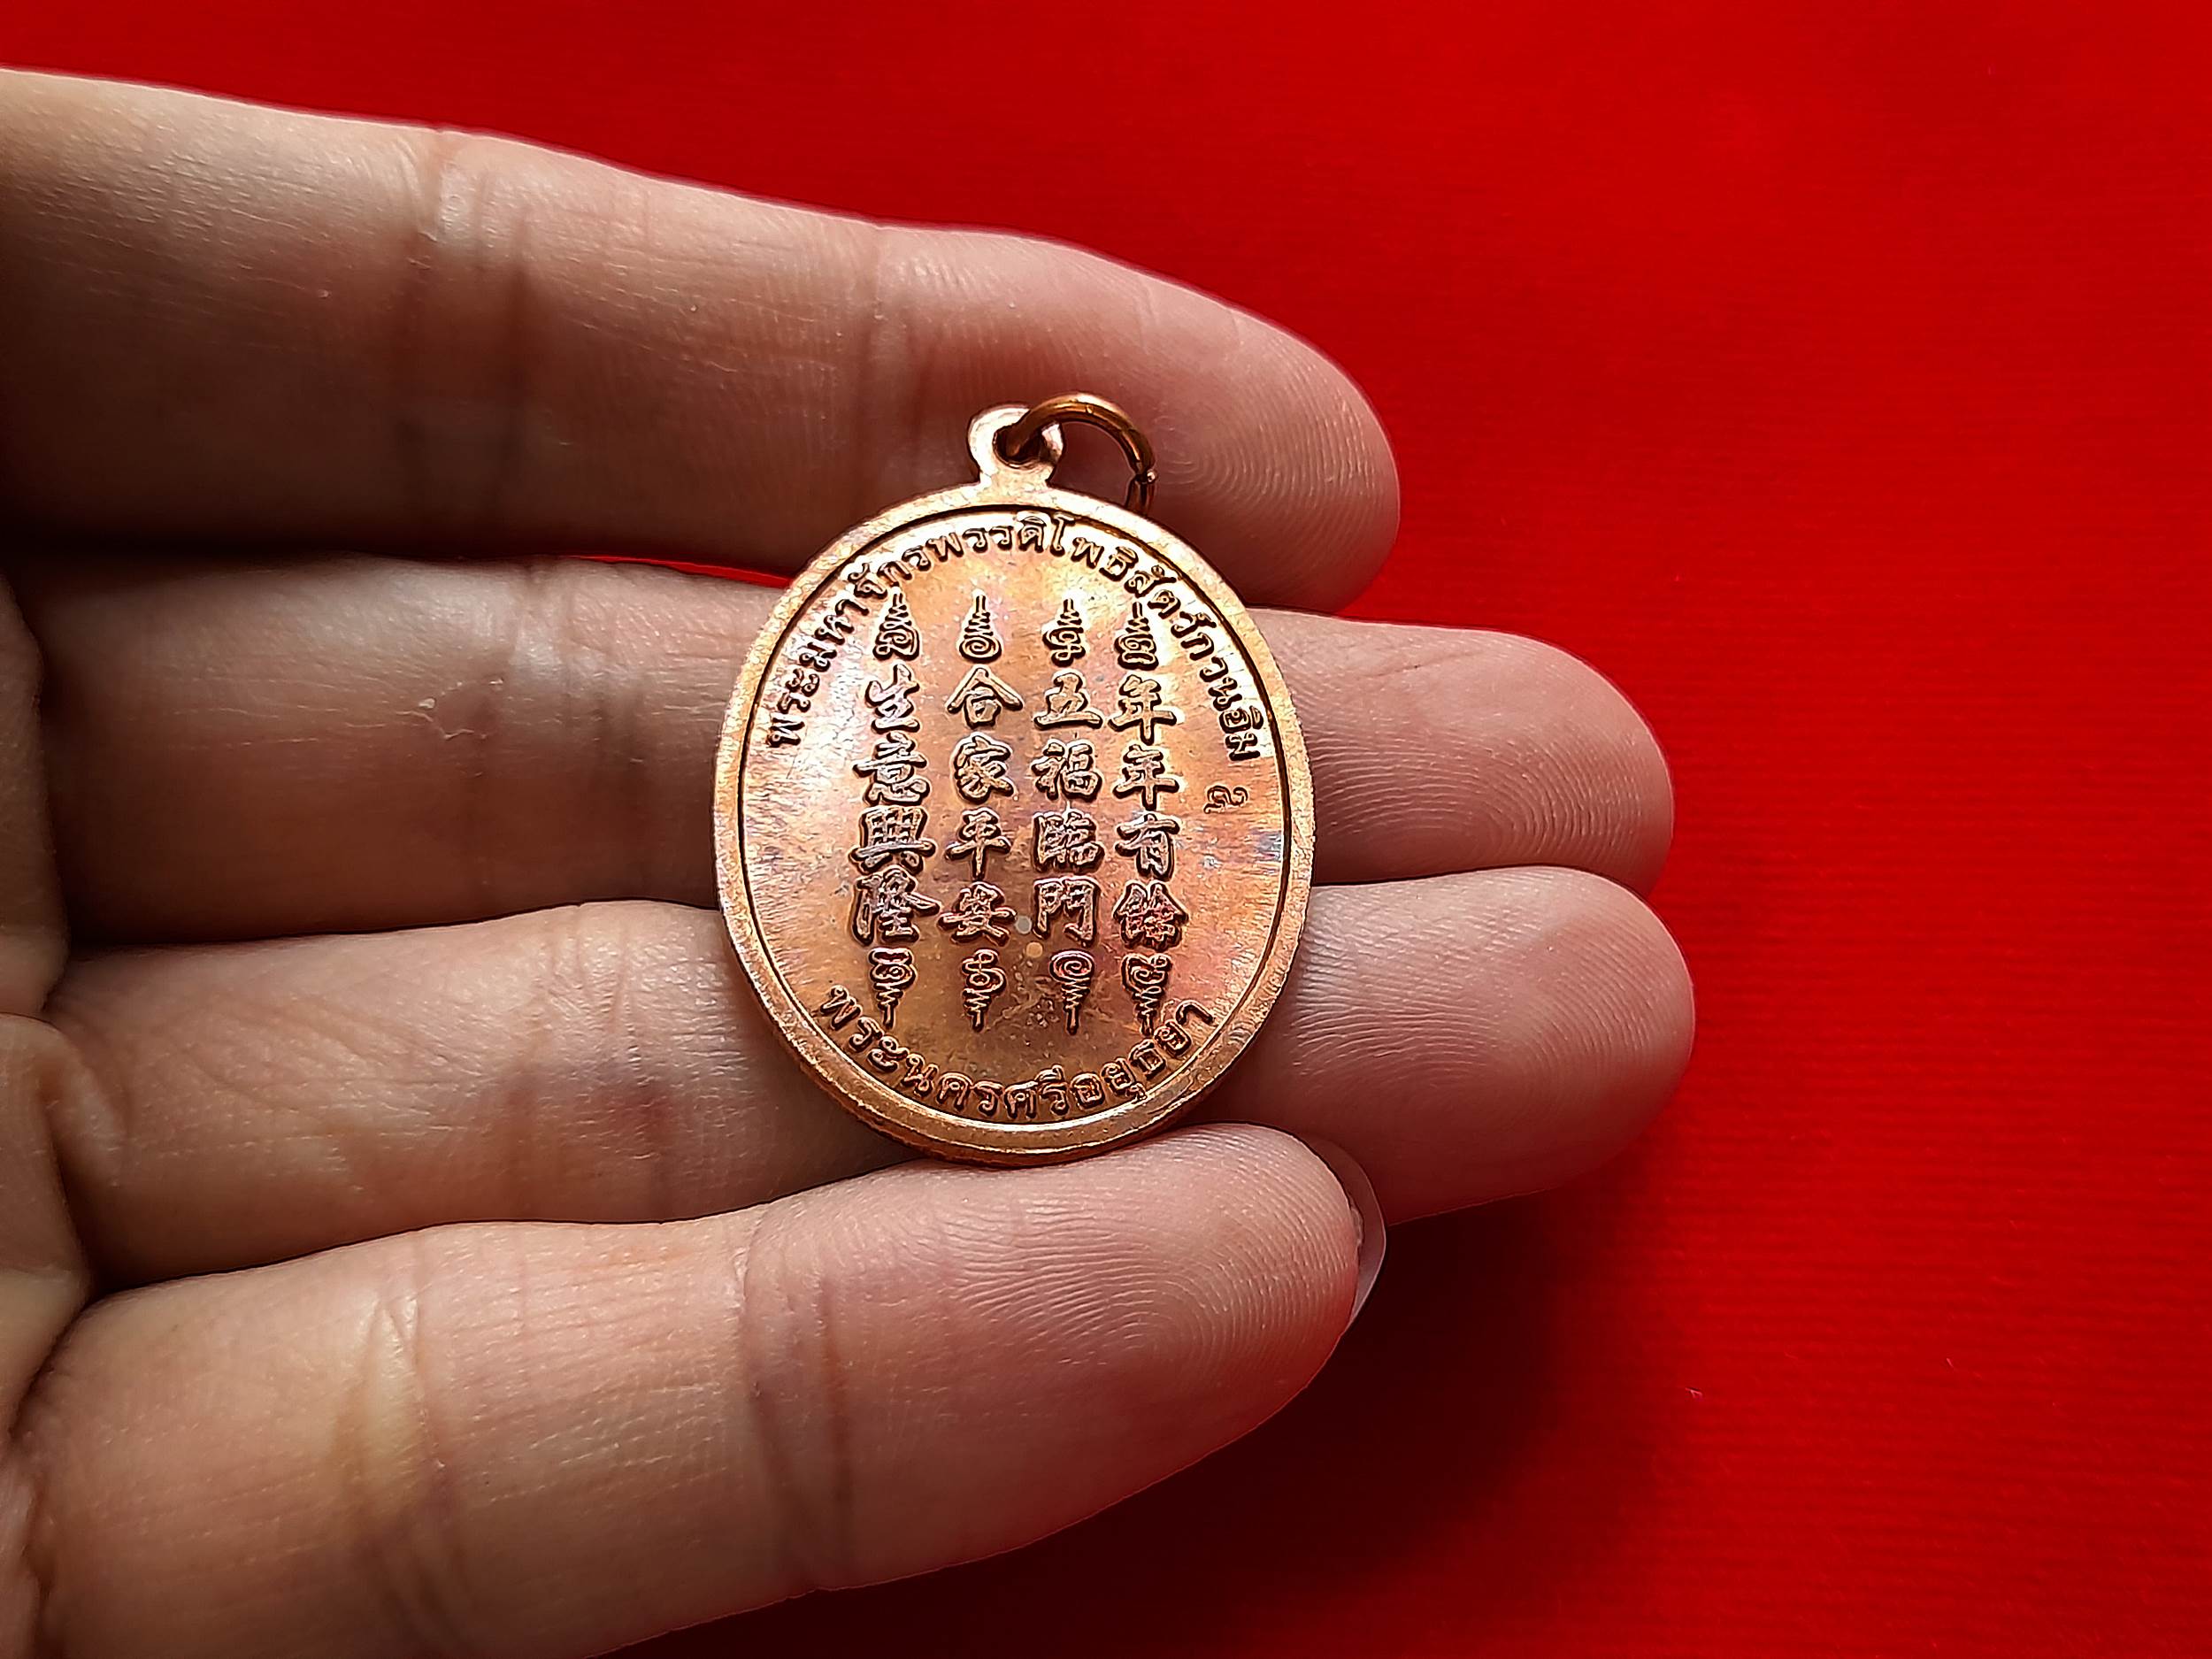 พระมหาจักรพรรดิโพธิสัตว์กวนอิม
年年有餘
五福臨門
合家平安
生意興隆
พระนครศรีอยุธยา